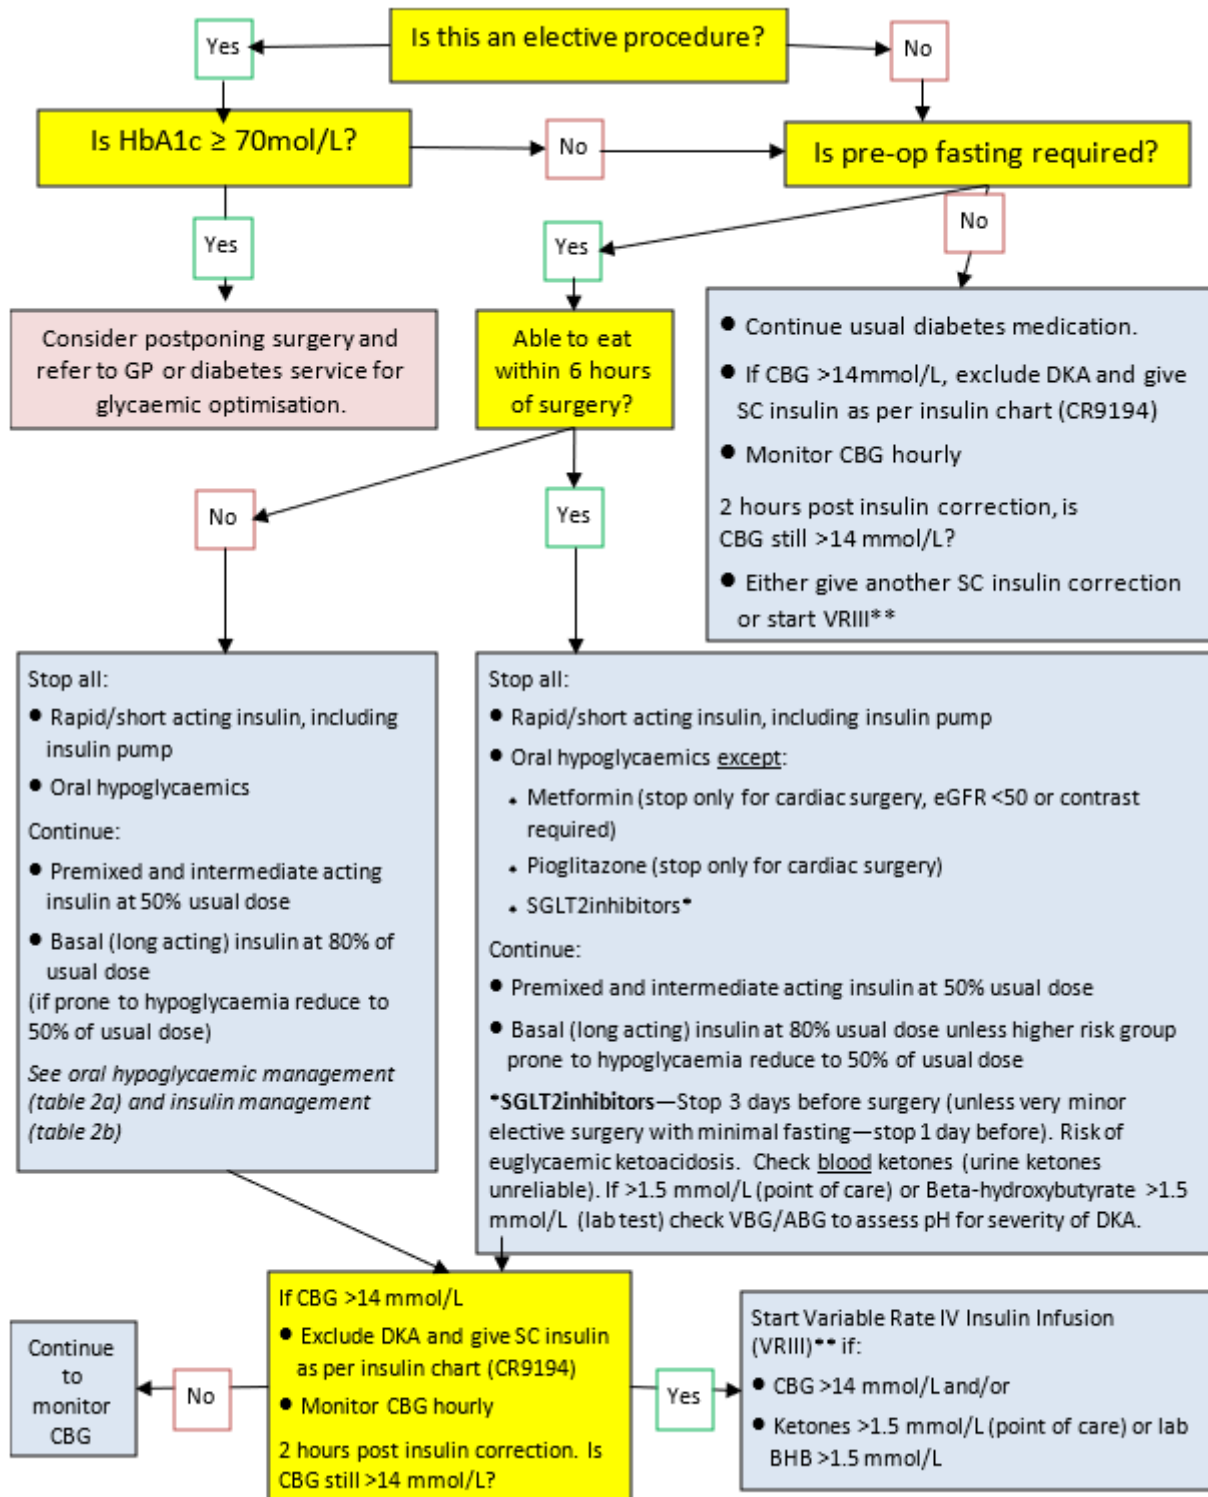 Is this an elective procedure?
Yes
No
Is HbA1c ≥ 70mol/L?
No
Is pre-op fasting required?
Yes
Yes
No
Consider postponing surgery and
refer to GP or diabetes service for
glycaemic optimisation.
Able to eat
within 6 hours
of surgery?
● Continue usual diabetes medication.
● If CBG >14mmol/L, exclude DKA and give
SC insulin as per insulin chart (CR9194)
● Monitor CBG hourly
2 hours post insulin correction, is
CBG still >14 mmol/L?
● Either give another SC insulin correction
or start VRIII**
No
Yes
Stop all:
● Rapid/short acting insulin, including
insulin pump
● Oral hypoglycaemics
Continue:
● Premixed and intermediate acting
insulin at 50% usual dose
● Basal (long acting) insulin at 80% of
usual dose
(if prone to hypoglycaemia reduce to
50% of usual dose)
See oral hypoglycaemic management
(table 2a) and insulin management
(table 2b)
Stop all:
● Rapid/short acting insulin, including insulin pump
● Oral hypoglycaemics except:
⬩ Metformin (stop only for cardiac surgery, eGFR <50 or contrast
required)
⬩ Pioglitazone (stop only for cardiac surgery)
⬩ SGLT2inhibitors*
Continue:
● Premixed and intermediate acting insulin at 50% usual dose
● Basal (long acting) insulin at 80% usual dose unless higher risk group
prone to hypoglycaemia reduce to 50% of usual dose
*SGLT2inhibitors—Stop 3 days before surgery (unless very minor
elective surgery with minimal fasting—stop 1 day before). Risk of
euglycaemic ketoacidosis. Check blood ketones (urine ketones
unreliable). If >1.5 mmol/L (point of care) or Beta-hydroxybutyrate >1.5
mmol/L (lab test) check VBG/ABG to assess pH for severity of DKA.
If CBG >14 mmol/L
● Exclude DKA and give SC insulin
as per insulin chart (CR9194)
● Monitor CBG hourly
2 hours post insulin correction. Is
CBG still >14 mmol/L?
No
Continue
to
monitor
CBG
Yes
Start Variable Rate IV Insulin Infusion
(VRIII)** if:
● CBG >14 mmol/L and/or
● Ketones >1.5 mmol/L (point of care) or lab
BHB >1.5 mmol/L